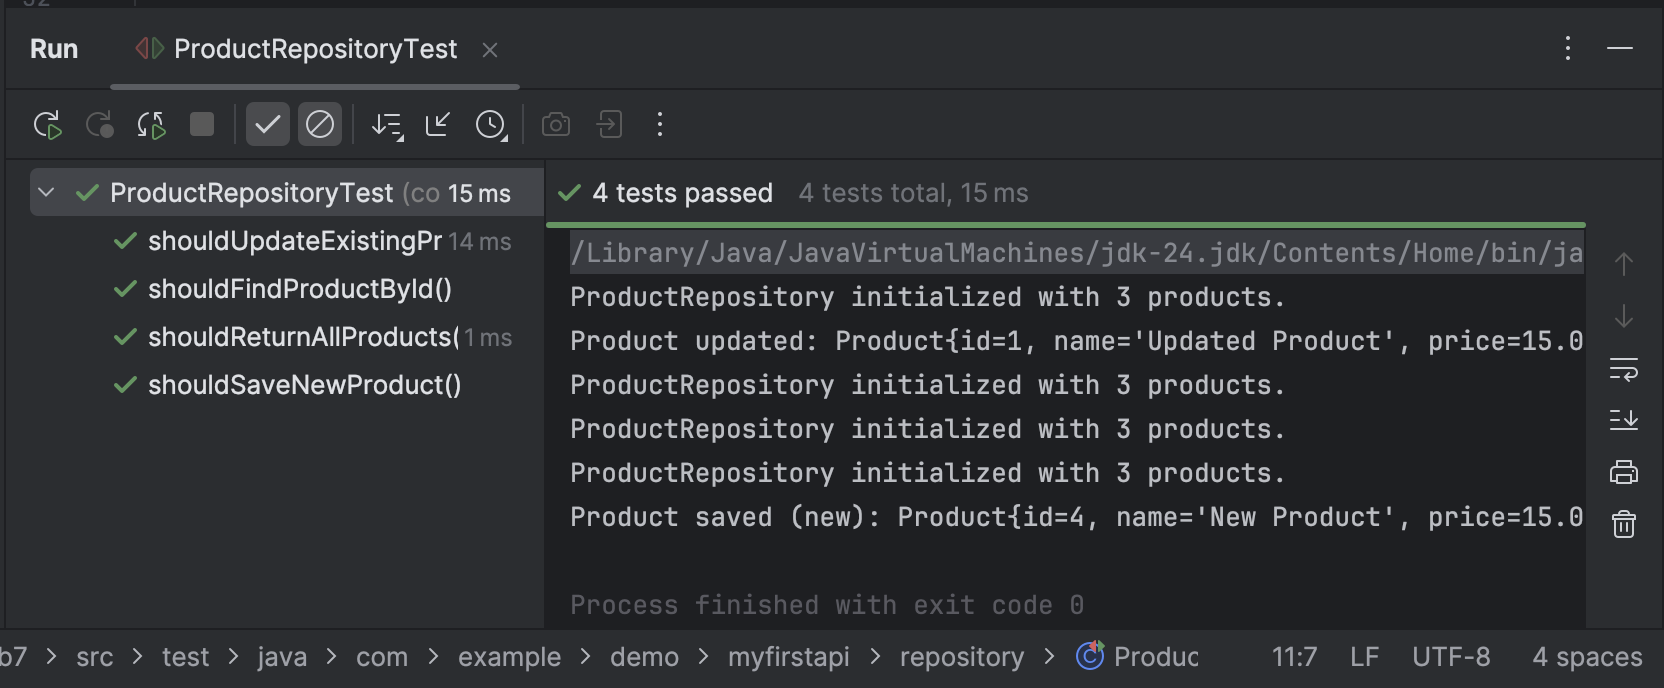 Run ProductRepositoryTest
ProductRepositoryTest (co 15 ms
shouldUpdateExistingPr 14 ms
shouldFindProductById()
shouldReturnAllProducts( 1 ms
shouldSaveNewProduct()
4 tests passed 4 tests total, 15 ms
/Library/Java/JavaVirtualMachines/jdk-24.jdk/Contents/Home/bin/ja
ProductRepository initialized with 3 products.
Product updated: Product{id=1, name='Updated Product', price=15.0
ProductRepository initialized with 3 products.
ProductRepository initialized with 3 products.
ProductRepository initialized with 3 products.
Product saved (new): Product{id=4, name='New Product', price=15.0
Process finished with exit code 0
b7 > src > test > java > com > example > demo > myfirstapi > repository > Produc 11:7 LF UTF-8 4 spaces